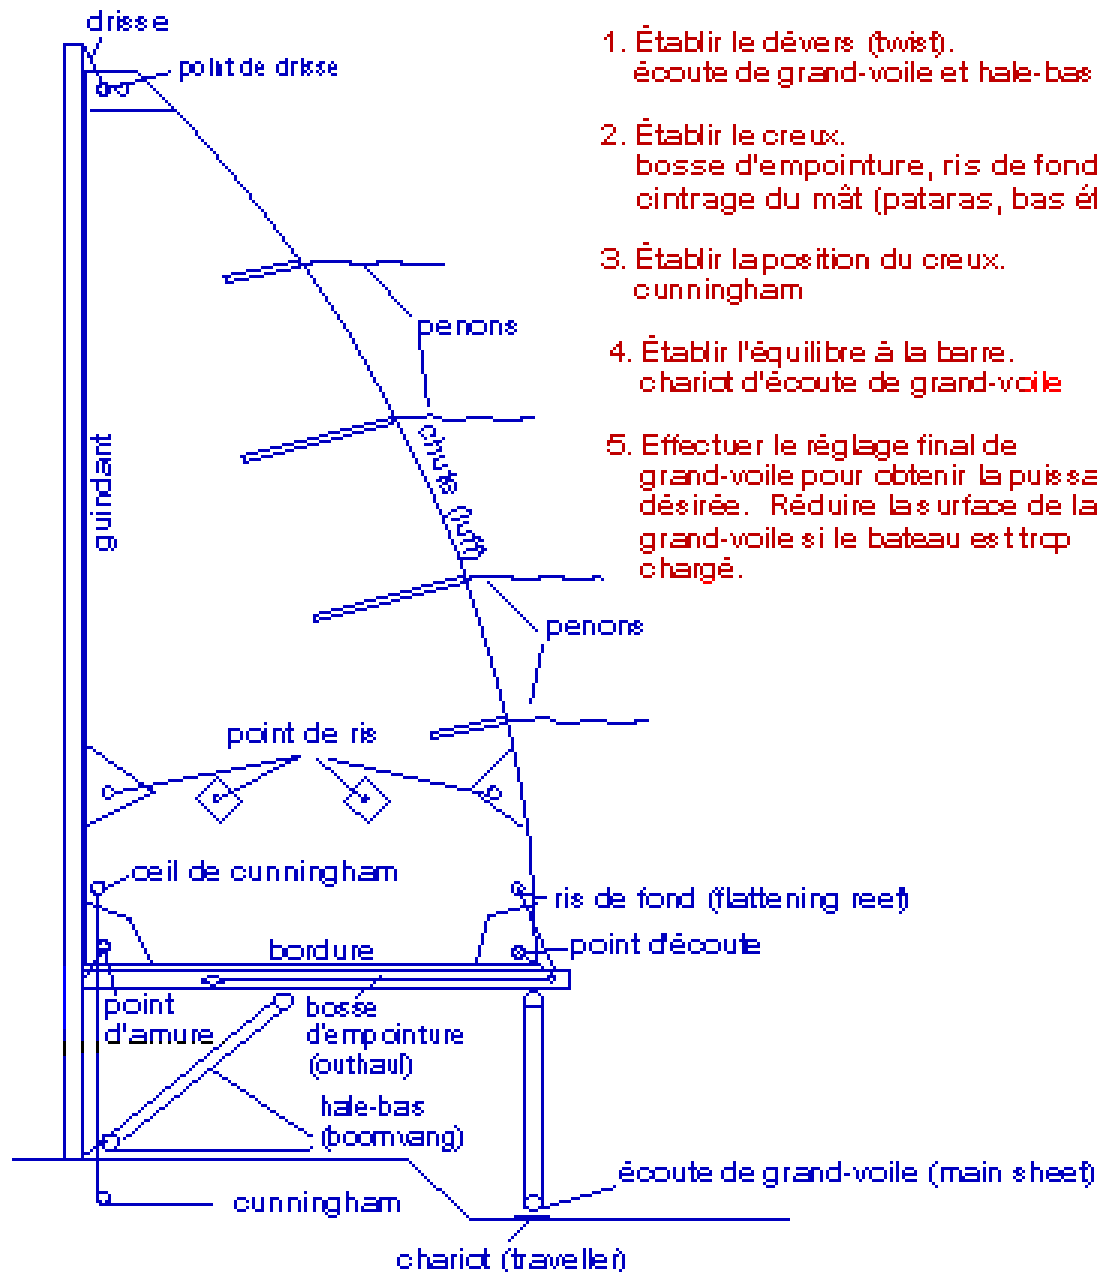 drisse
point de drisse
1. Établir le dévers (twist).
écoute de grand-voile et hale-bas
2. Établir le creux.
bosse d'empointure, ris de fond
cintrage du mât (pataras, bas ét
3. Établir la position du creux.
cunningham
4. Établir l'équilibre à la barre.
chariot d'écoute de grand-voile
5. Effectuer le réglage final de
grand-voile pour obtenir la puissa
désirée. Réduire la surface de la
grand-voile si le bateau est trop
chargé.
penons
guindant
chute (luff)
penons
point de ris
œil de cunningham
ris de fond (flattening reef)
bordure
point d'écoute
point
d'amure
bosse
d'empointure
(outhaul)
hale-bas
(boomvang)
écoute de grand-voile (main sheet)
cunningham
chariot (traveller)